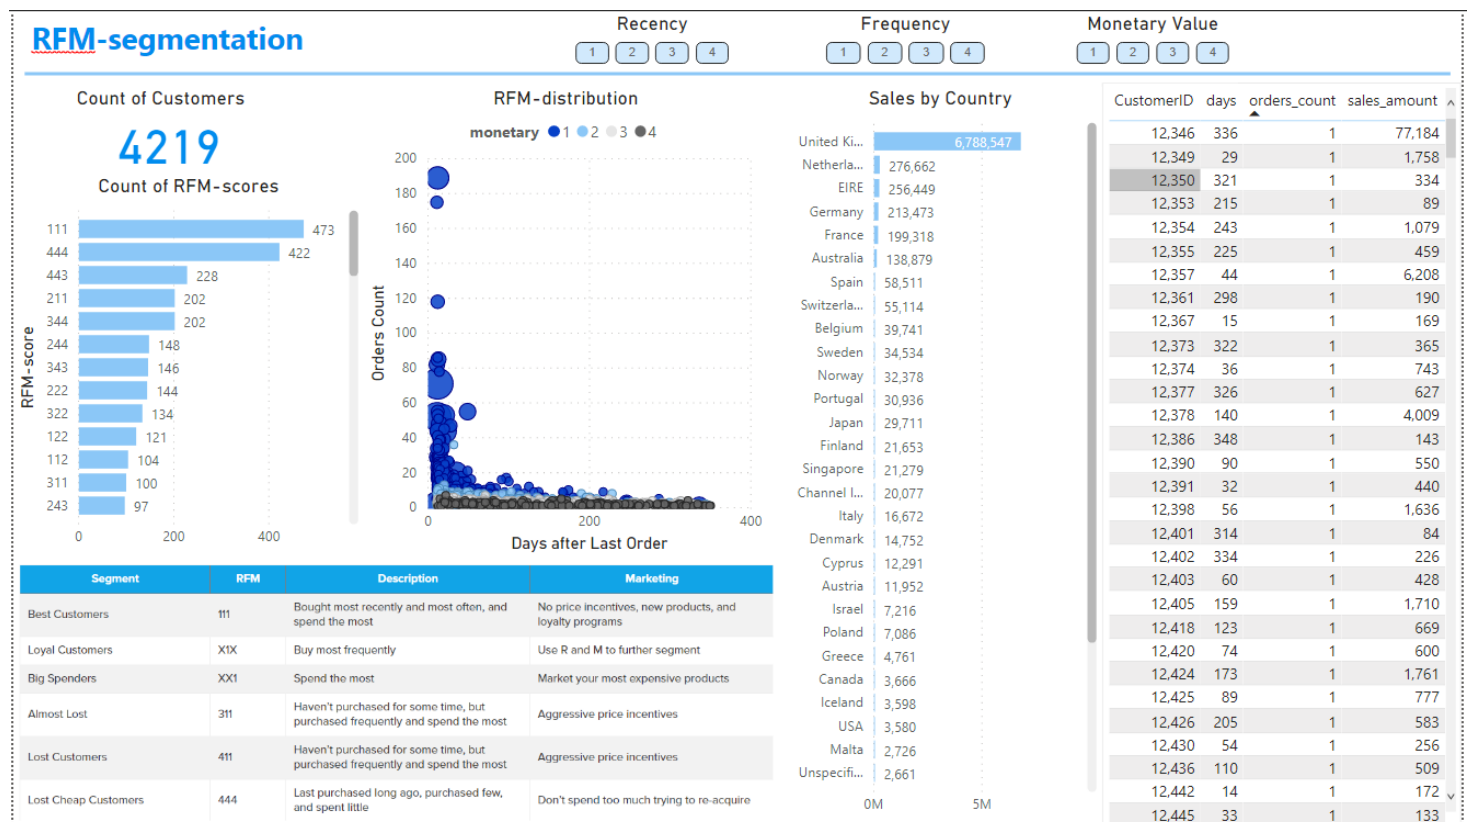 RFM-segmentation
Recency
1 2 3 4
Frequency
1 2 3 4
Monetary Value
1 2 3 4
Count of Customers
4219
Count of RFM-scores
RFM-score
111 473
444 422
443 228
211 202
344 202
244 148
343 146
222 144
322 134
122 121
112 104
311 100
243 97
0 200 400
RFM-distribution
monetary 1 2 3 4
Orders Count
200
180
160
140
120
100
80
60
40
20
0
0 200 400
Days after Last Order
Sales by Country
United Ki... 6,788,547
Netherla... 276,662
EIRE 256,449
Germany 213,473
France 199,318
Australia 138,879
Spain 58,511
Switzerla... 55,114
Belgium 39,741
Sweden 34,534
Norway 32,378
Portugal 30,936
Japan 29,711
Finland 21,653
Singapore 21,279
Channel I... 20,077
Italy 16,672
Denmark 14,752
Cyprus 12,291
Austria 11,952
Israel 7,216
Poland 7,086
Greece 4,761
Canada 3,666
Iceland 3,598
USA 3,580
Malta 2,726
Unspecifi... 2,661
0M 5M
CustomerID days orders_count sales_amount
12,346 336 1 77,184
12,349 29 1 1,758
12,350 321 1 334
12,353 215 1 89
12,354 243 1 1,079
12,355 225 1 459
12,357 44 1 6,208
12,361 298 1 190
12,367 15 1 169
12,373 322 1 365
12,374 36 1 743
12,377 326 1 627
12,378 140 1 4,009
12,386 348 1 143
12,390 90 1 550
12,391 32 1 440
12,398 56 1 1,636
12,401 314 1 84
12,402 334 1 226
12,403 60 1 428
12,405 159 1 1,710
12,418 123 1 669
12,420 74 1 600
12,424 173 1 1,761
12,425 89 1 777
12,426 205 1 583
12,430 54 1 256
12,436 110 1 509
12,442 14 1 172
12,445 33 1 133
Segment RFM Description Marketing
Best Customers 111 Bought most recently and most often, and No price incentives, new products, and
spend the most loyalty programs
Loyal Customers X1X Buy most frequently Use R and M to further segment
Big Spenders XX1 Spend the most Market your most expensive products
Almost Lost 311 Haven't purchased for some time, but Aggressive price incentives
purchased frequently and spend the most
Lost Customers 411 Haven't purchased for some time, but Aggressive price incentives
purchased frequently and spend the most
Lost Cheap Customers 444 Last purchased long ago, purchased few, Don't spend too much trying to re-acquire
and spent little